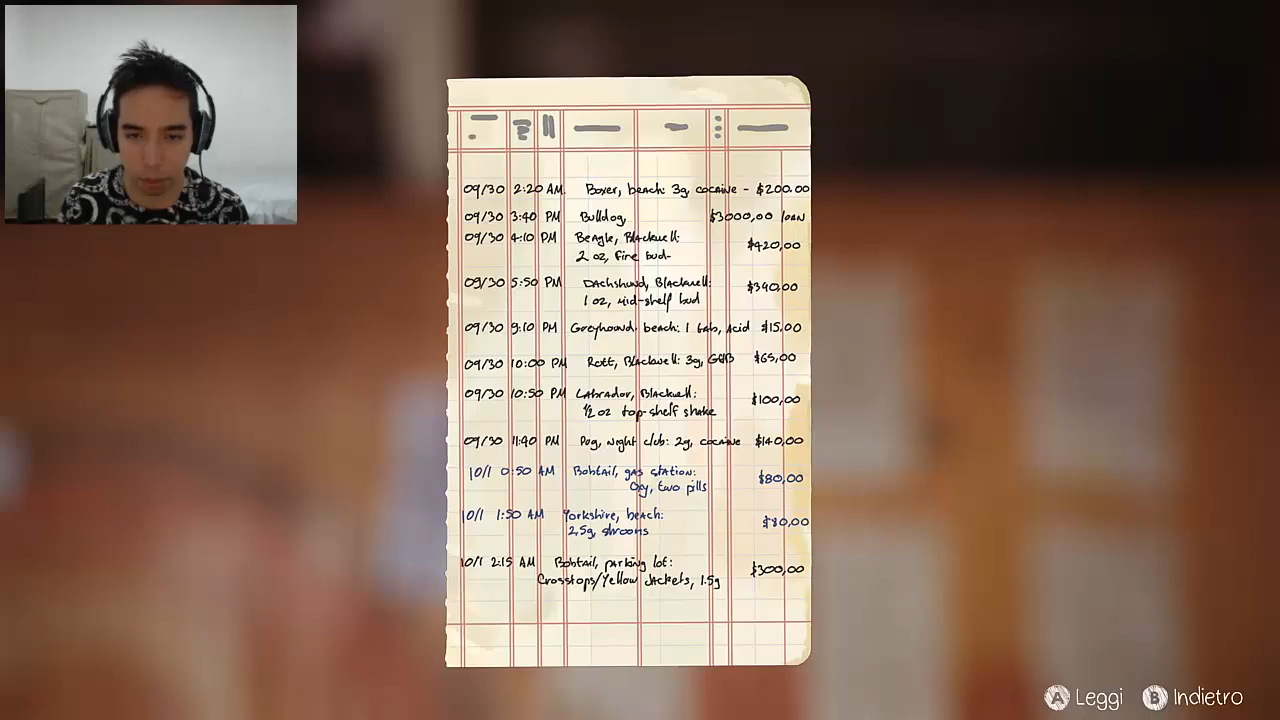 09/30 2:20 AM. Boxer, beach: 3g, cocaine - $200.00
09/30 3:40 PM Bulldog, $3000,00 loan
09/30 4:10 PM Beagle, Blackwell:
2 oz, fire bud- $420,00
09/30 5:50 PM Dachshund, Blackwell: $340,00
1 oz, mid-shelf bud
09/30 9:10 PM Greyhound, beach: 1 tab, Acid $15.00
09/30 10:00 PM Rott, Blackwell: 3g, GHB $65,00
09/30 10:50 PM Labrador, Blackwell: $100,00
1/2 oz top-shelf shake
09/30 11:40 PM Pug, night club: 2g, cocaine $140,00
10/1 0:50 AM Bobtail, gas station: $80,00
Oxy, two pills
10/1 1:50 AM Yorkshire, beach:
2,5g, shrooms
10/1 2:15 AM Bobtail, parking lot: $300,00
Crosstops/Yellow Jackets, 1.5g
A Leggi B Indietro